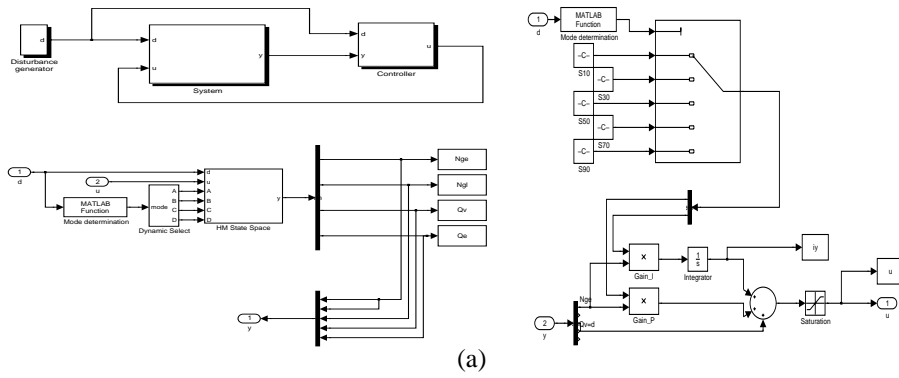 d
Disturbance
generator
d
u
System
y
d
y
u
Controller
1
d
2
u
MATLAB
Function
Mode determination
mode
A
B
C
D
Dynamic Select
d
u
A
B
C
D
y
HM State Space
Nge
Ngl
Qv
Qe
1
y
1
d
MATLAB
Function
Mode determination
-C-
S10
-C-
S30
-C-
S50
-C-
S70
-C-
S90
×
Gain_I
1
s
Integrator
iy
u
Nge
×
Gain_P
2
y
Qv=d
+
+
Saturation
1
u
(a)